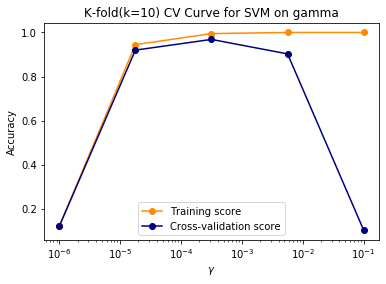 K-fold(k=10) CV Curve for SVM on gamma
Accuracy
1.0
0.8
0.6
0.4
0.2
Training score
Cross-validation score
10⁻⁶ 10⁻⁵ 10⁻⁴ 10⁻³ 10⁻² 10⁻¹
γ